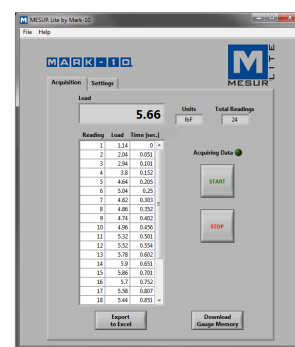 MESUR Lite by Mark-10
File Help
MARK-10
M
MESUR
LITE
Acquisition Settings
Load
5.66
Units
lbF
Total Readings
24
Reading Load Time [sec.]
1 1.14 0
2 2.04 0.051
3 2.94 0.101
4 3.8 0.152
5 4.64 0.205
6 5.04 0.25
7 4.82 0.303
8 4.86 0.352
9 4.74 0.402
10 4.96 0.456
11 5.32 0.501
12 5.52 0.554
13 5.78 0.602
14 5.9 0.651
15 5.86 0.701
16 5.7 0.752
17 5.58 0.807
18 5.44 0.851
Acquiring Data
START
STOP
Export
to Excel
Download
Gauge Memory